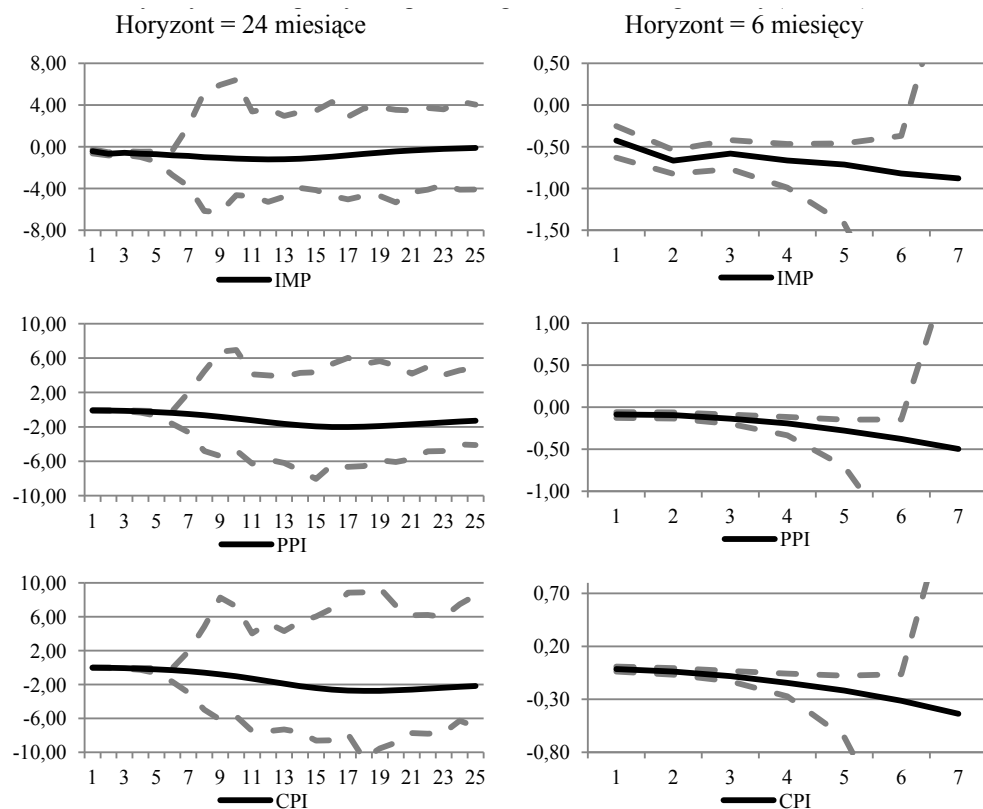 Horyzont = 24 miesiące
Horyzont = 6 miesięcy
8,00
4,00
0,00
-4,00
-8,00
1 3 5 7 9 11 13 15 17 19 21 23 25
IMP
0,50
0,00
-0,50
-1,00
-1,50
1 2 3 4 5 6 7
IMP
10,00
6,00
2,00
-2,00
-6,00
-10,00
1 3 5 7 9 11 13 15 17 19 21 23 25
PPI
1,00
0,50
0,00
-0,50
-1,00
1 2 3 4 5 6 7
PPI
10,00
6,00
2,00
-2,00
-6,00
-10,00
1 3 5 7 9 11 13 15 17 19 21 23 25
CPI
0,70
0,20
-0,30
-0,80
1 2 3 4 5 6 7
CPI